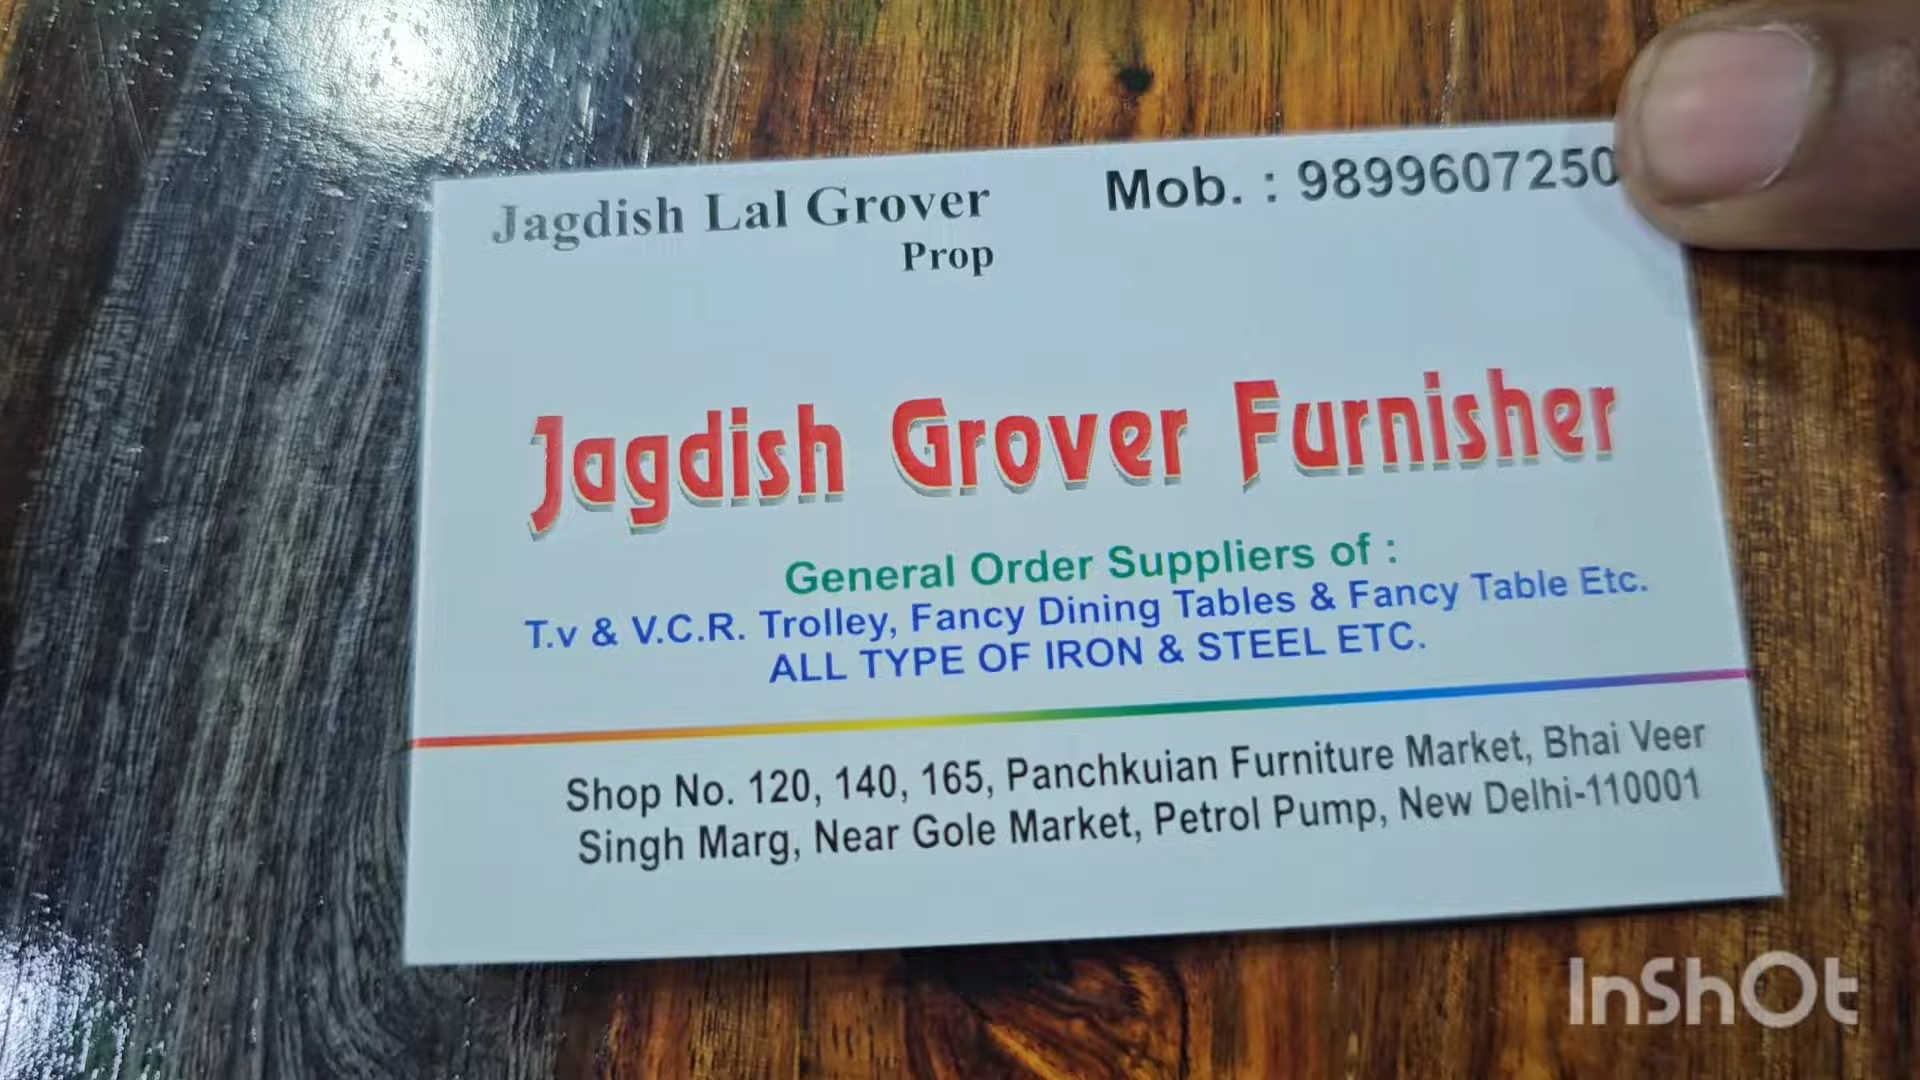 Jagdish Lal Grover
Prop
Mob. : 9899607250
Jagdish Grover Furnisher
General Order Suppliers of :
T.v & V.C.R. Trolley, Fancy Dining Tables & Fancy Table Etc.
ALL TYPE OF IRON & STEEL ETC.
Shop No. 120, 140, 165, Panchkuian Furniture Market, Bhai Veer
Singh Marg, Near Gole Market, Petrol Pump, New Delhi-110001
InShOt